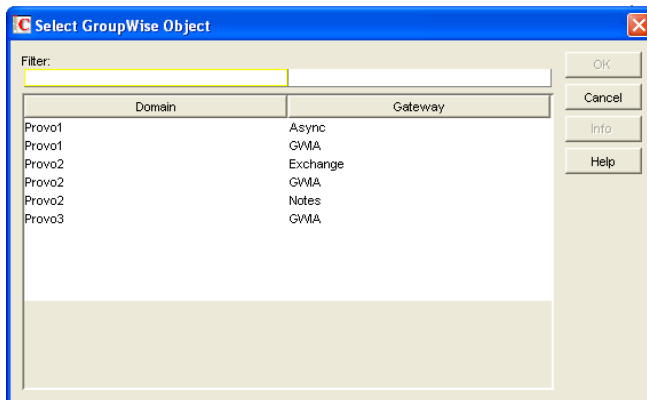 Select GroupWise Object
Filter:
OK
Domain Gateway
Cancel
Provo1 Async
Info
Provo1 GWIA
Provo2 Exchange
Help
Provo2 GWIA
Provo2 Notes
Provo3 GWIA